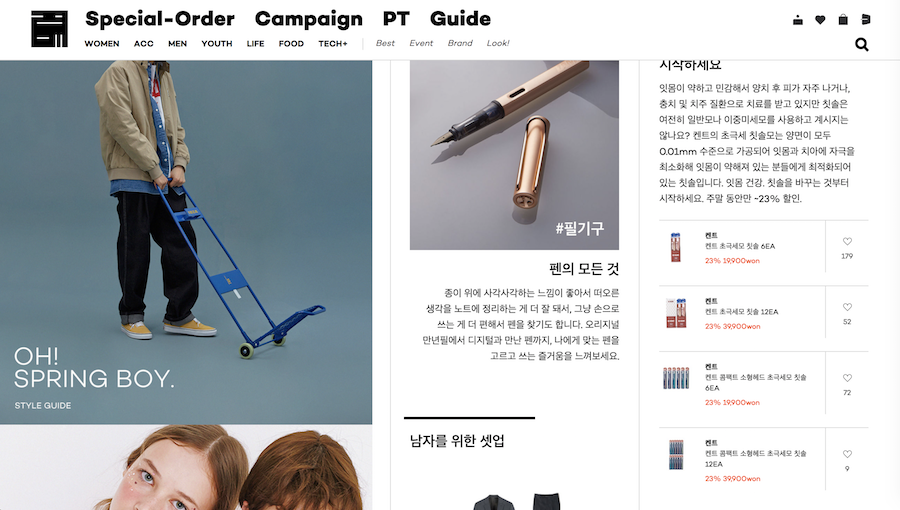 Special-Order Campaign PT Guide
WOMEN ACC MEN YOUTH LIFE FOOD TECH+ Best Event Brand Look!
OH!
SPRING BOY.
STYLE GUIDE
#필기구
펜의 모든 것
종이 위에 사각사각하는 느낌이 좋아서 떠오른
생각을 노트에 정리하는 게 더 잘 돼서, 그냥 손으로
쓰는 게 더 편해서 펜을 찾기도 합니다. 오리지널
만년필에서 디지털과 만난 펜까지, 나에게 맞는 펜을
고르고 쓰는 즐거움을 느껴보세요.
남자를 위한 셋업
시작하세요
잇몸이 약하고 민감해서 양치 후 피가 자주 나거나,
충치 및 치주 질환으로 치료를 받고 있지만 칫솔은
여전히 일반모나 이중미세모를 사용하고 계시지는
않나요? 켄트의 초극세 칫솔모는 양면이 모두
0.01mm 수준으로 가공되어 잇몸과 치아에 자극을
최소화해 잇몸이 약해져 있는 분들에게 최적화되어
있는 칫솔입니다. 잇몸 건강. 칫솔을 바꾸는 것부터
시작하세요. 주말 동안만 ~23% 할인.
켄트
켄트 초극세모 칫솔 6EA
23% 19,900won
179
켄트
켄트 초극세모 칫솔 12EA
23% 39,900won
52
켄트
켄트 콤팩트 소형헤드 초극세모 칫솔
6EA
23% 19,900won
72
켄트
켄트 콤팩트 소형헤드 초극세모 칫솔
12EA
23% 39,900won
9